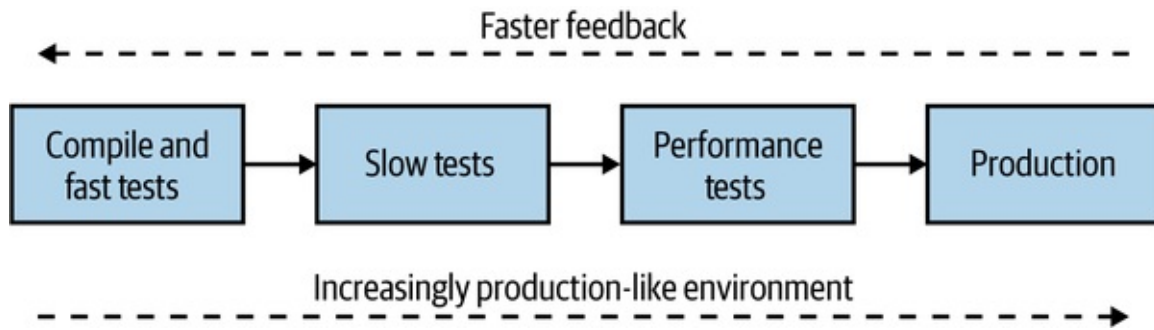 Faster feedback
Compile and
fast tests
Slow tests
Performance
tests
Production
Increasingly production-like environment